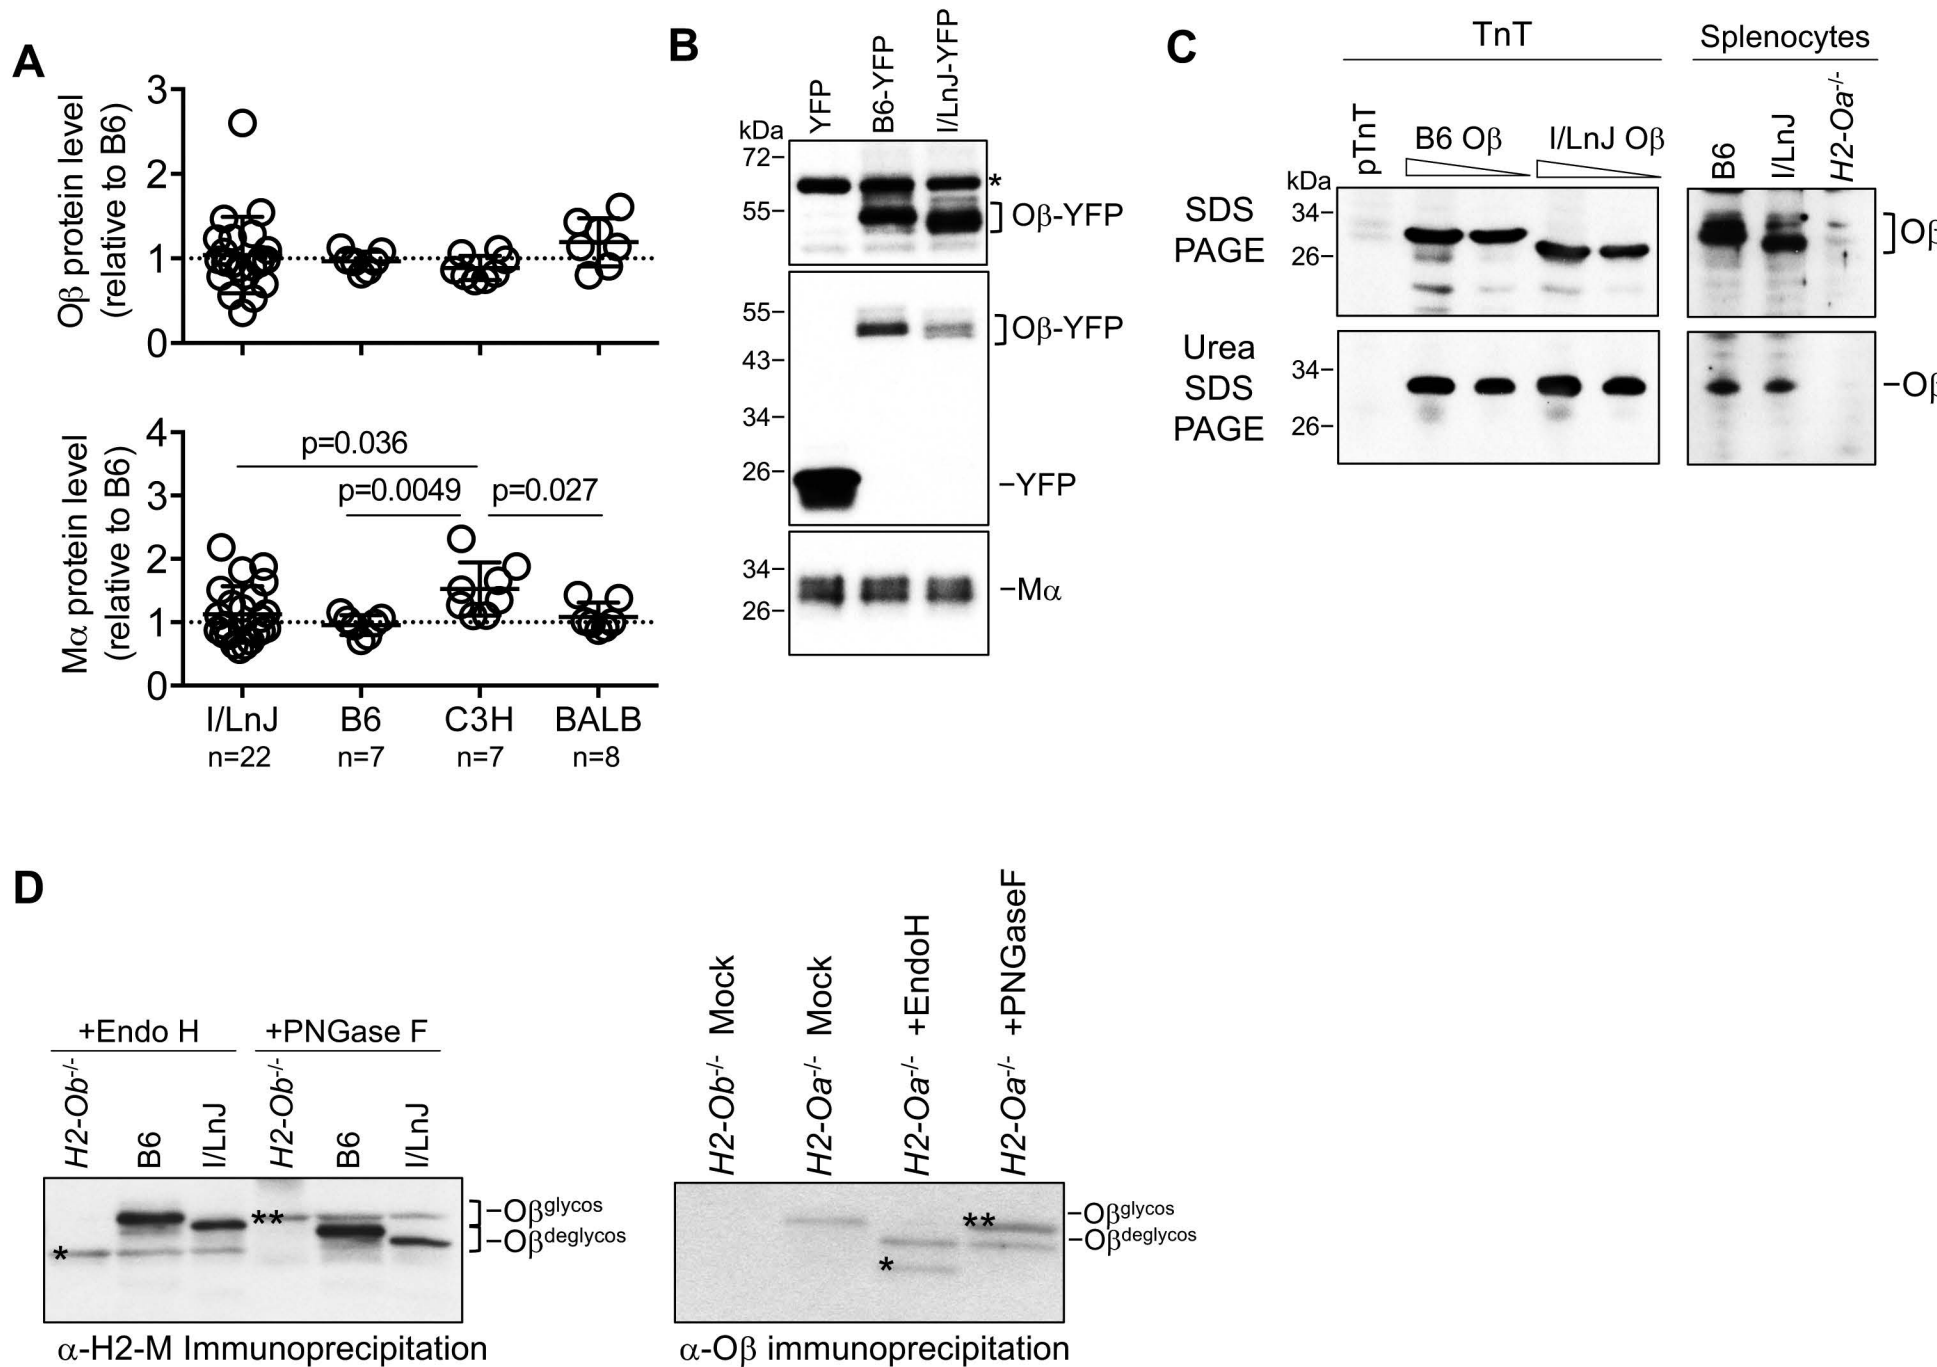 A
Oβ protein level
(relative to B6)
3
2
1
0
Mα protein level
(relative to B6)
4
3
2
1
0
p=0.036
p=0.0049
p=0.027
I/LnJ
B6
C3H
BALB
n=22
n=7
n=7
n=8
B
YFP
B6-YFP
I/LnJ-YFP
kDa
72
55
*
Oβ-YFP
55
43
34
26
Oβ-YFP
YFP
34
26
Mα
C
TnT
Splenocytes
pTnT
B6 Oβ
I/LnJ Oβ
B6
I/LnJ
H2-Oa-/-
kDa
SDS
PAGE
34
26
Oβ
Urea
SDS
PAGE
34
26
Oβ
D
+Endo H
+PNGase F
H2-Ob-/-
B6
I/LnJ
H2-Ob-/-
B6
I/LnJ
*
**
Oβglycos
Oβdeglycos
α-H2-M Immunoprecipitation
H2-Ob-/- Mock
H2-Oa-/- Mock
H2-Oa-/- +EndoH
H2-Oa-/- +PNGaseF
*
**
Oβglycos
Oβdeglycos
α-Oβ immunoprecipitation